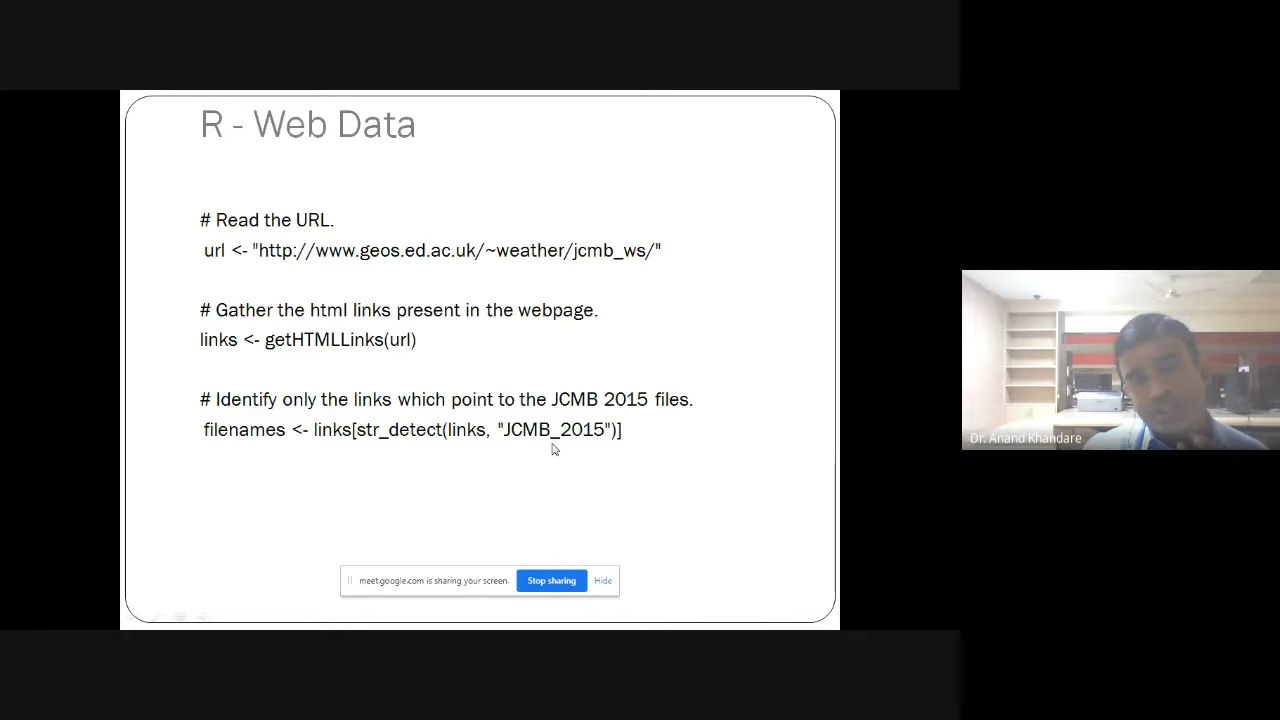 R - Web Data
# Read the URL.
url <- "http://www.geos.ed.ac.uk/~weather/jcmb_ws/"
# Gather the html links present in the webpage.
links <- getHTMLLinks(url)
# Identify only the links which point to the JCMB 2015 files.
filenames <- links[str_detect(links, "JCMB_2015")]
meet.google.com is sharing your screen.
Stop sharing
Hide
Dr. Anand Khandare